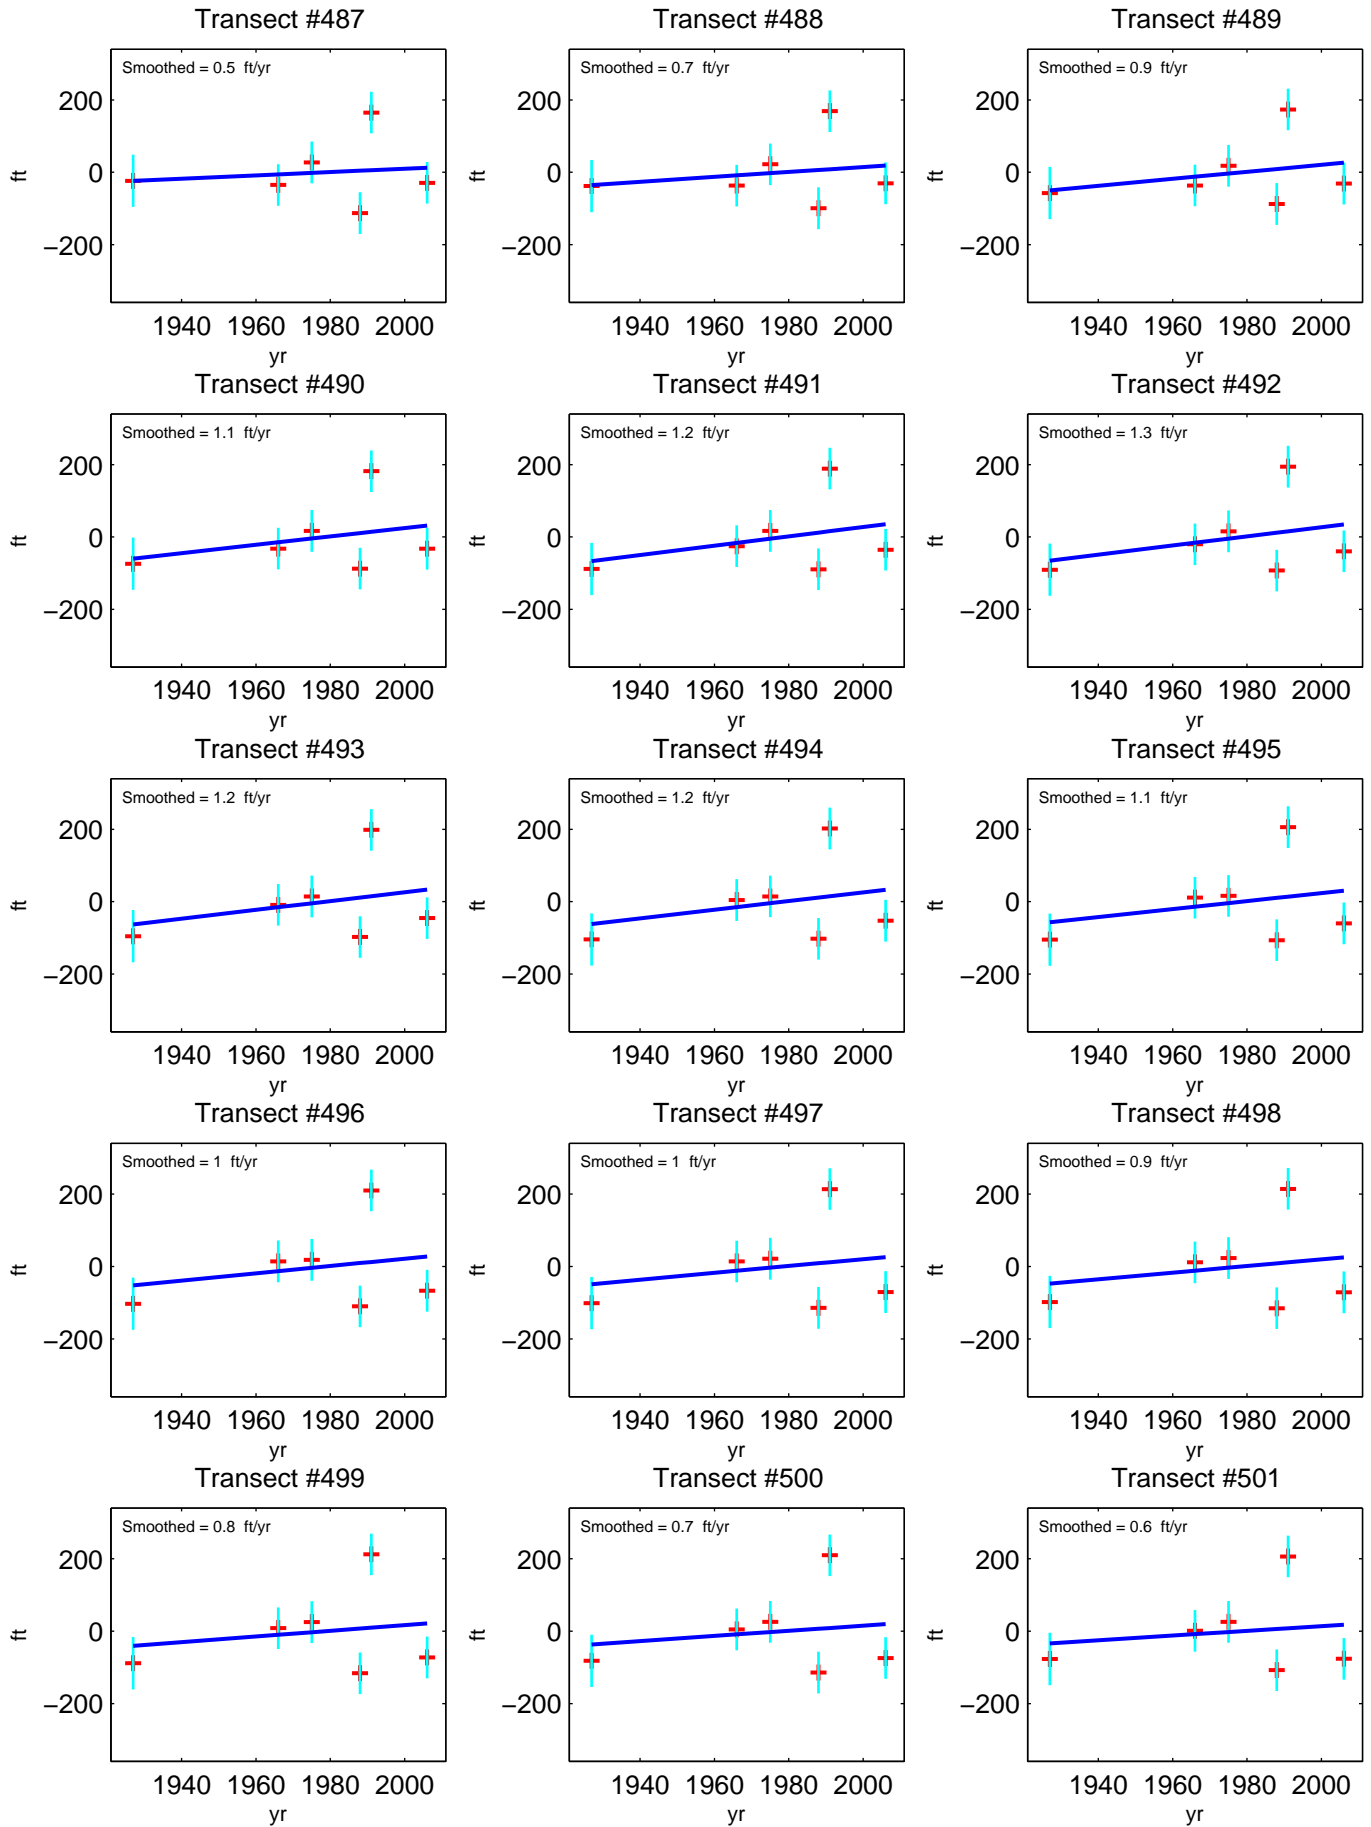 Transect #487
Smoothed = 0.5 ft/yr
200
0
−200
ft
1940 1960 1980 2000
yr
Transect #488
Smoothed = 0.7 ft/yr
200
0
−200
ft
1940 1960 1980 2000
yr
Transect #489
Smoothed = 0.9 ft/yr
200
0
−200
ft
1940 1960 1980 2000
yr
Transect #490
Smoothed = 1.1 ft/yr
200
0
−200
ft
1940 1960 1980 2000
yr
Transect #491
Smoothed = 1.2 ft/yr
200
0
−200
ft
1940 1960 1980 2000
yr
Transect #492
Smoothed = 1.3 ft/yr
200
0
−200
ft
1940 1960 1980 2000
yr
Transect #493
Smoothed = 1.2 ft/yr
200
0
−200
ft
1940 1960 1980 2000
yr
Transect #494
Smoothed = 1.2 ft/yr
200
0
−200
ft
1940 1960 1980 2000
yr
Transect #495
Smoothed = 1.1 ft/yr
200
0
−200
ft
1940 1960 1980 2000
yr
Transect #496
Smoothed = 1 ft/yr
200
0
−200
ft
1940 1960 1980 2000
yr
Transect #497
Smoothed = 1 ft/yr
200
0
−200
ft
1940 1960 1980 2000
yr
Transect #498
Smoothed = 0.9 ft/yr
200
0
−200
ft
1940 1960 1980 2000
yr
Transect #499
Smoothed = 0.8 ft/yr
200
0
−200
ft
1940 1960 1980 2000
yr
Transect #500
Smoothed = 0.7 ft/yr
200
0
−200
ft
1940 1960 1980 2000
yr
Transect #501
Smoothed = 0.6 ft/yr
200
0
−200
ft
1940 1960 1980 2000
yr